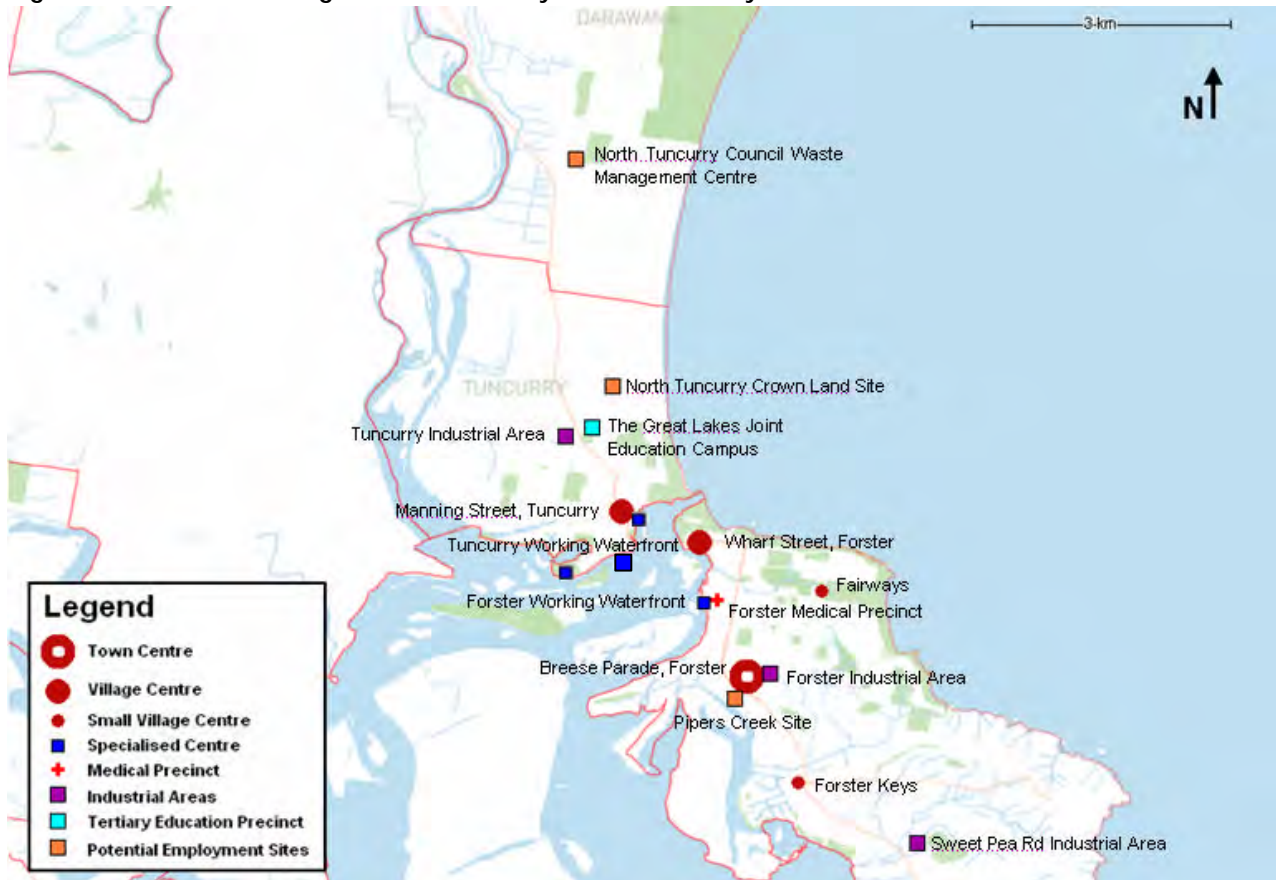 DARAWANK
3 km
N
North Tuncurry Council Waste
Management Centre
TUNCURRY
North Tuncurry Crown Land Site
The Great Lakes Joint
Education Campus
Tuncurry Industrial Area
Manning Street, Tuncurry
Tuncurry Working Waterfront
Wharf Street, Forster
Fairways
Forster Working Waterfront
Forster Medical Precinct
Breese Parade, Forster
Forster Industrial Area
Pipers Creek Site
Forster Keys
Sweet Pea Rd Industrial Area
Legend
Town Centre
Village Centre
Small Village Centre
Specialised Centre
Medical Precinct
Industrial Areas
Tertiary Education Precinct
Potential Employment Sites